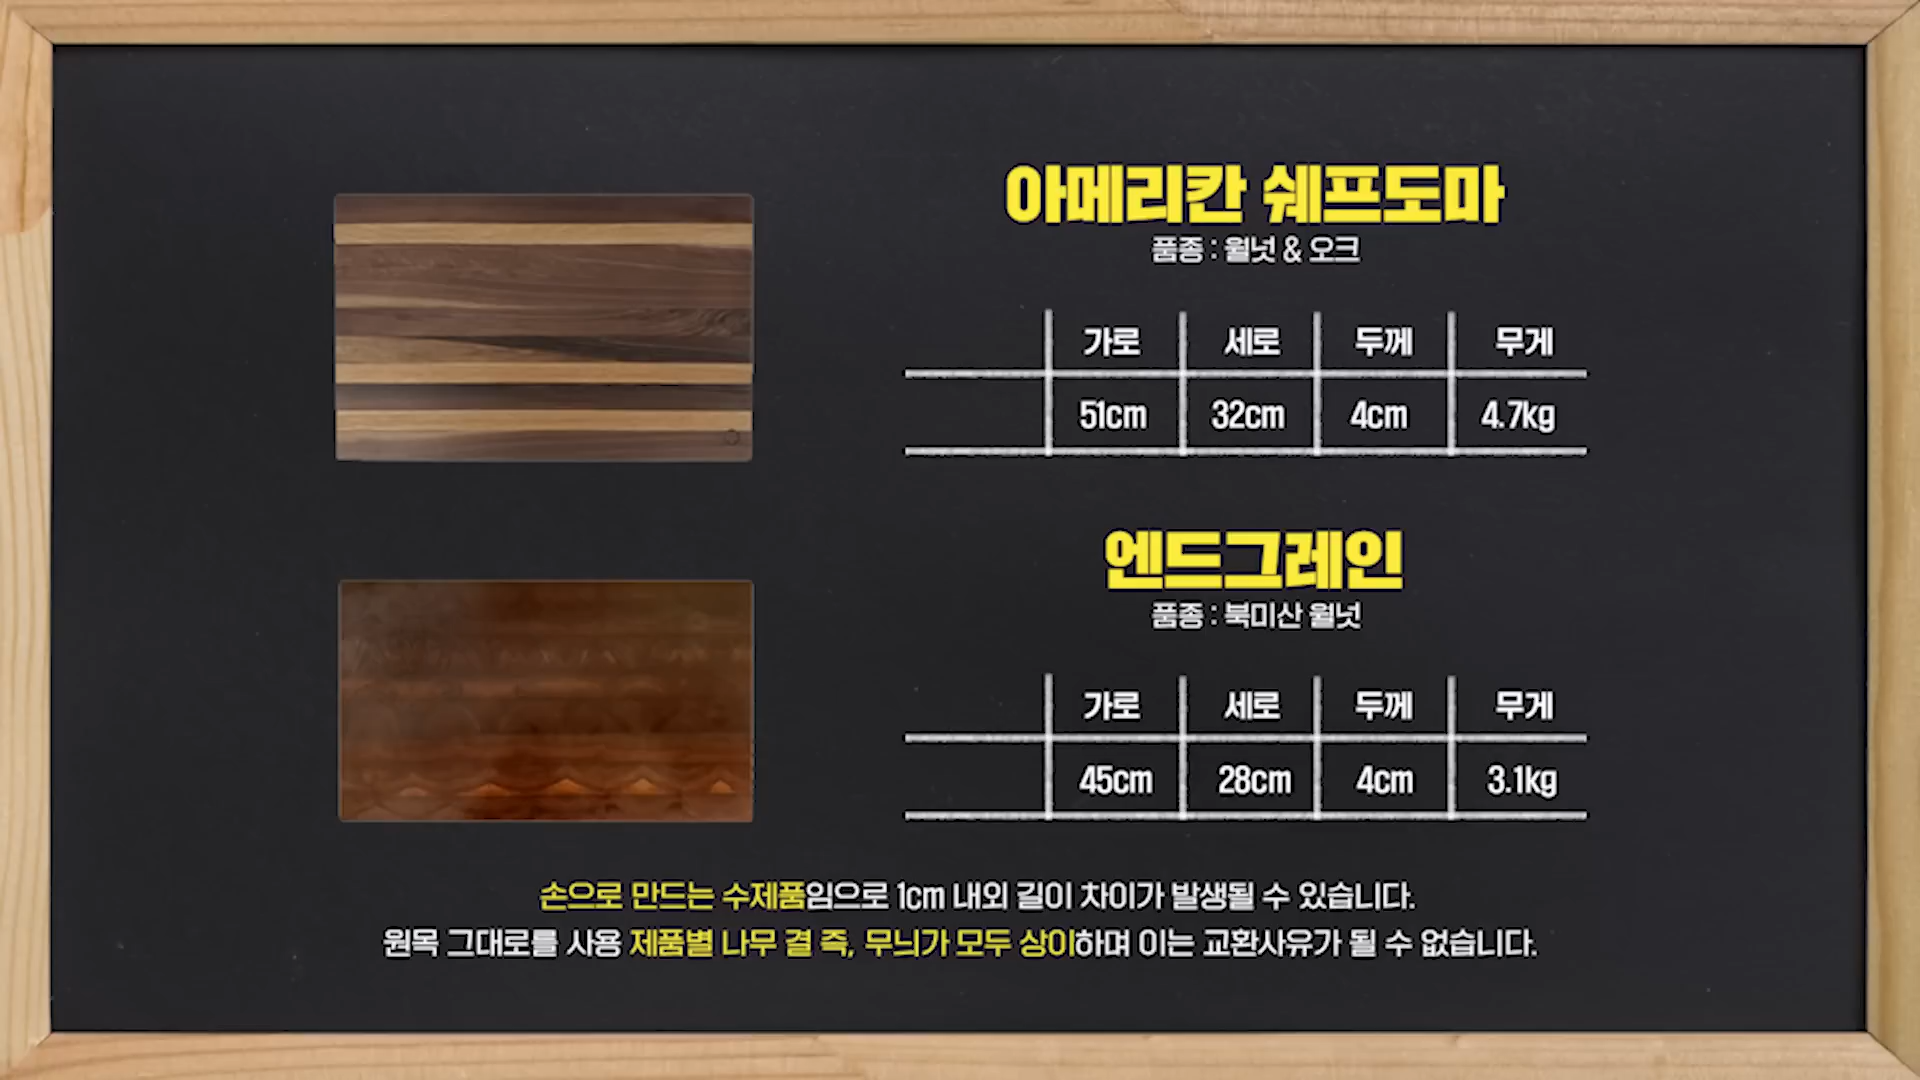 아메리칸 쉐프도마
품종 : 월넛 & 오크
가로 세로 두께 무게
51cm 32cm 4cm 4.7kg
엔드그레인
품종 : 북미산 월넛
가로 세로 두께 무게
45cm 28cm 4cm 3.1kg
손으로 만드는 수제품임으로 1cm 내외 길이 차이가 발생될 수 있습니다.
원목 그대로를 사용 제품별 나무 결 즉, 무늬가 모두 상이하며 이는 교환사유가 될 수 없습니다.